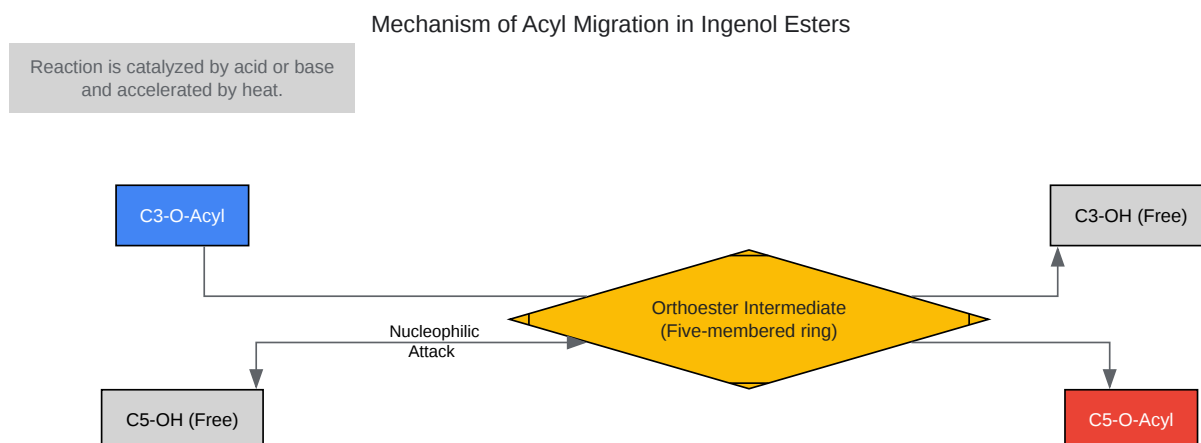 Mechanism of Acyl Migration in Ingenol Esters
Reaction is catalyzed by acid or base
and accelerated by heat.
C3-O-Acyl
C3-OH (Free)
Orthoester Intermediate
(Five-membered ring)
Nucleophilic
Attack
C5-OH (Free)
C5-O-Acyl